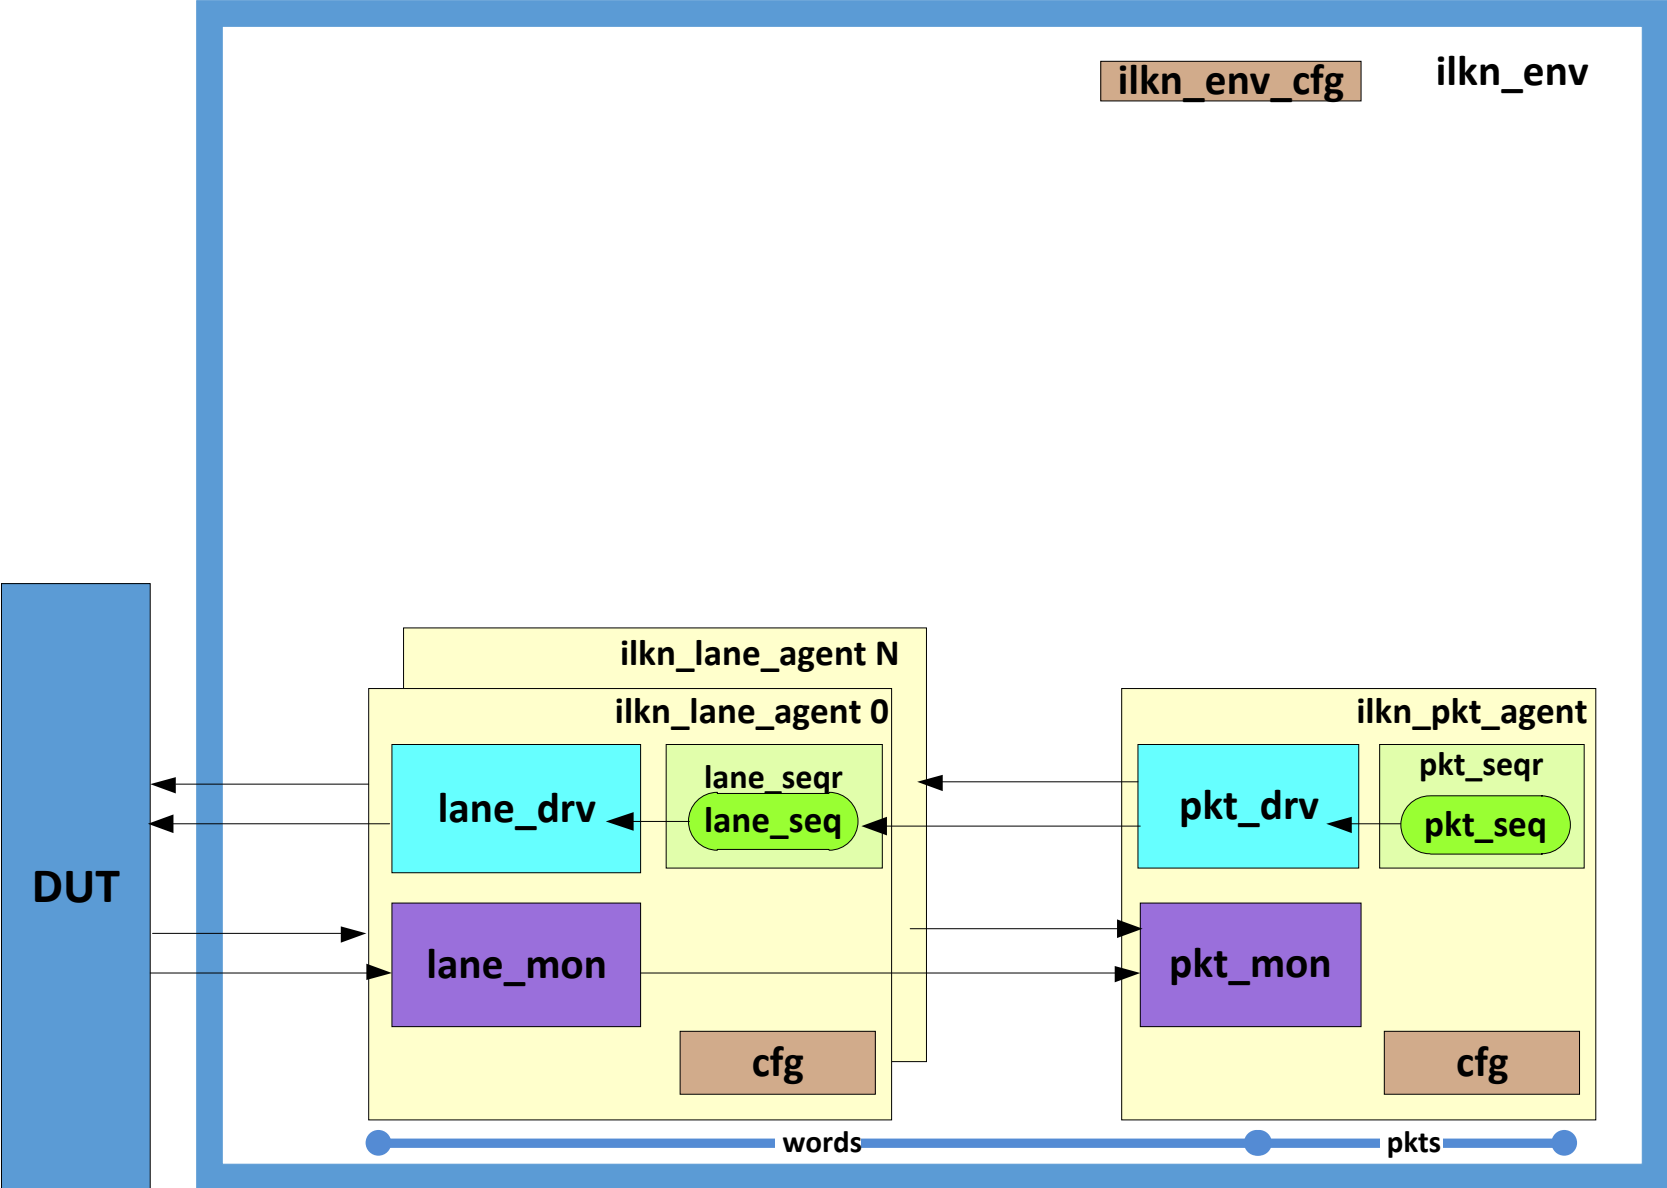 ilkn_env_cfg
ilkn_env
ilkn_lane_agent N
ilkn_lane_agent 0
ilkn_pkt_agent
lane_drv
lane_seqr
lane_seq
pkt_drv
pkt_seqr
pkt_seq
DUT
lane_mon
pkt_mon
cfg
cfg
words
pkts